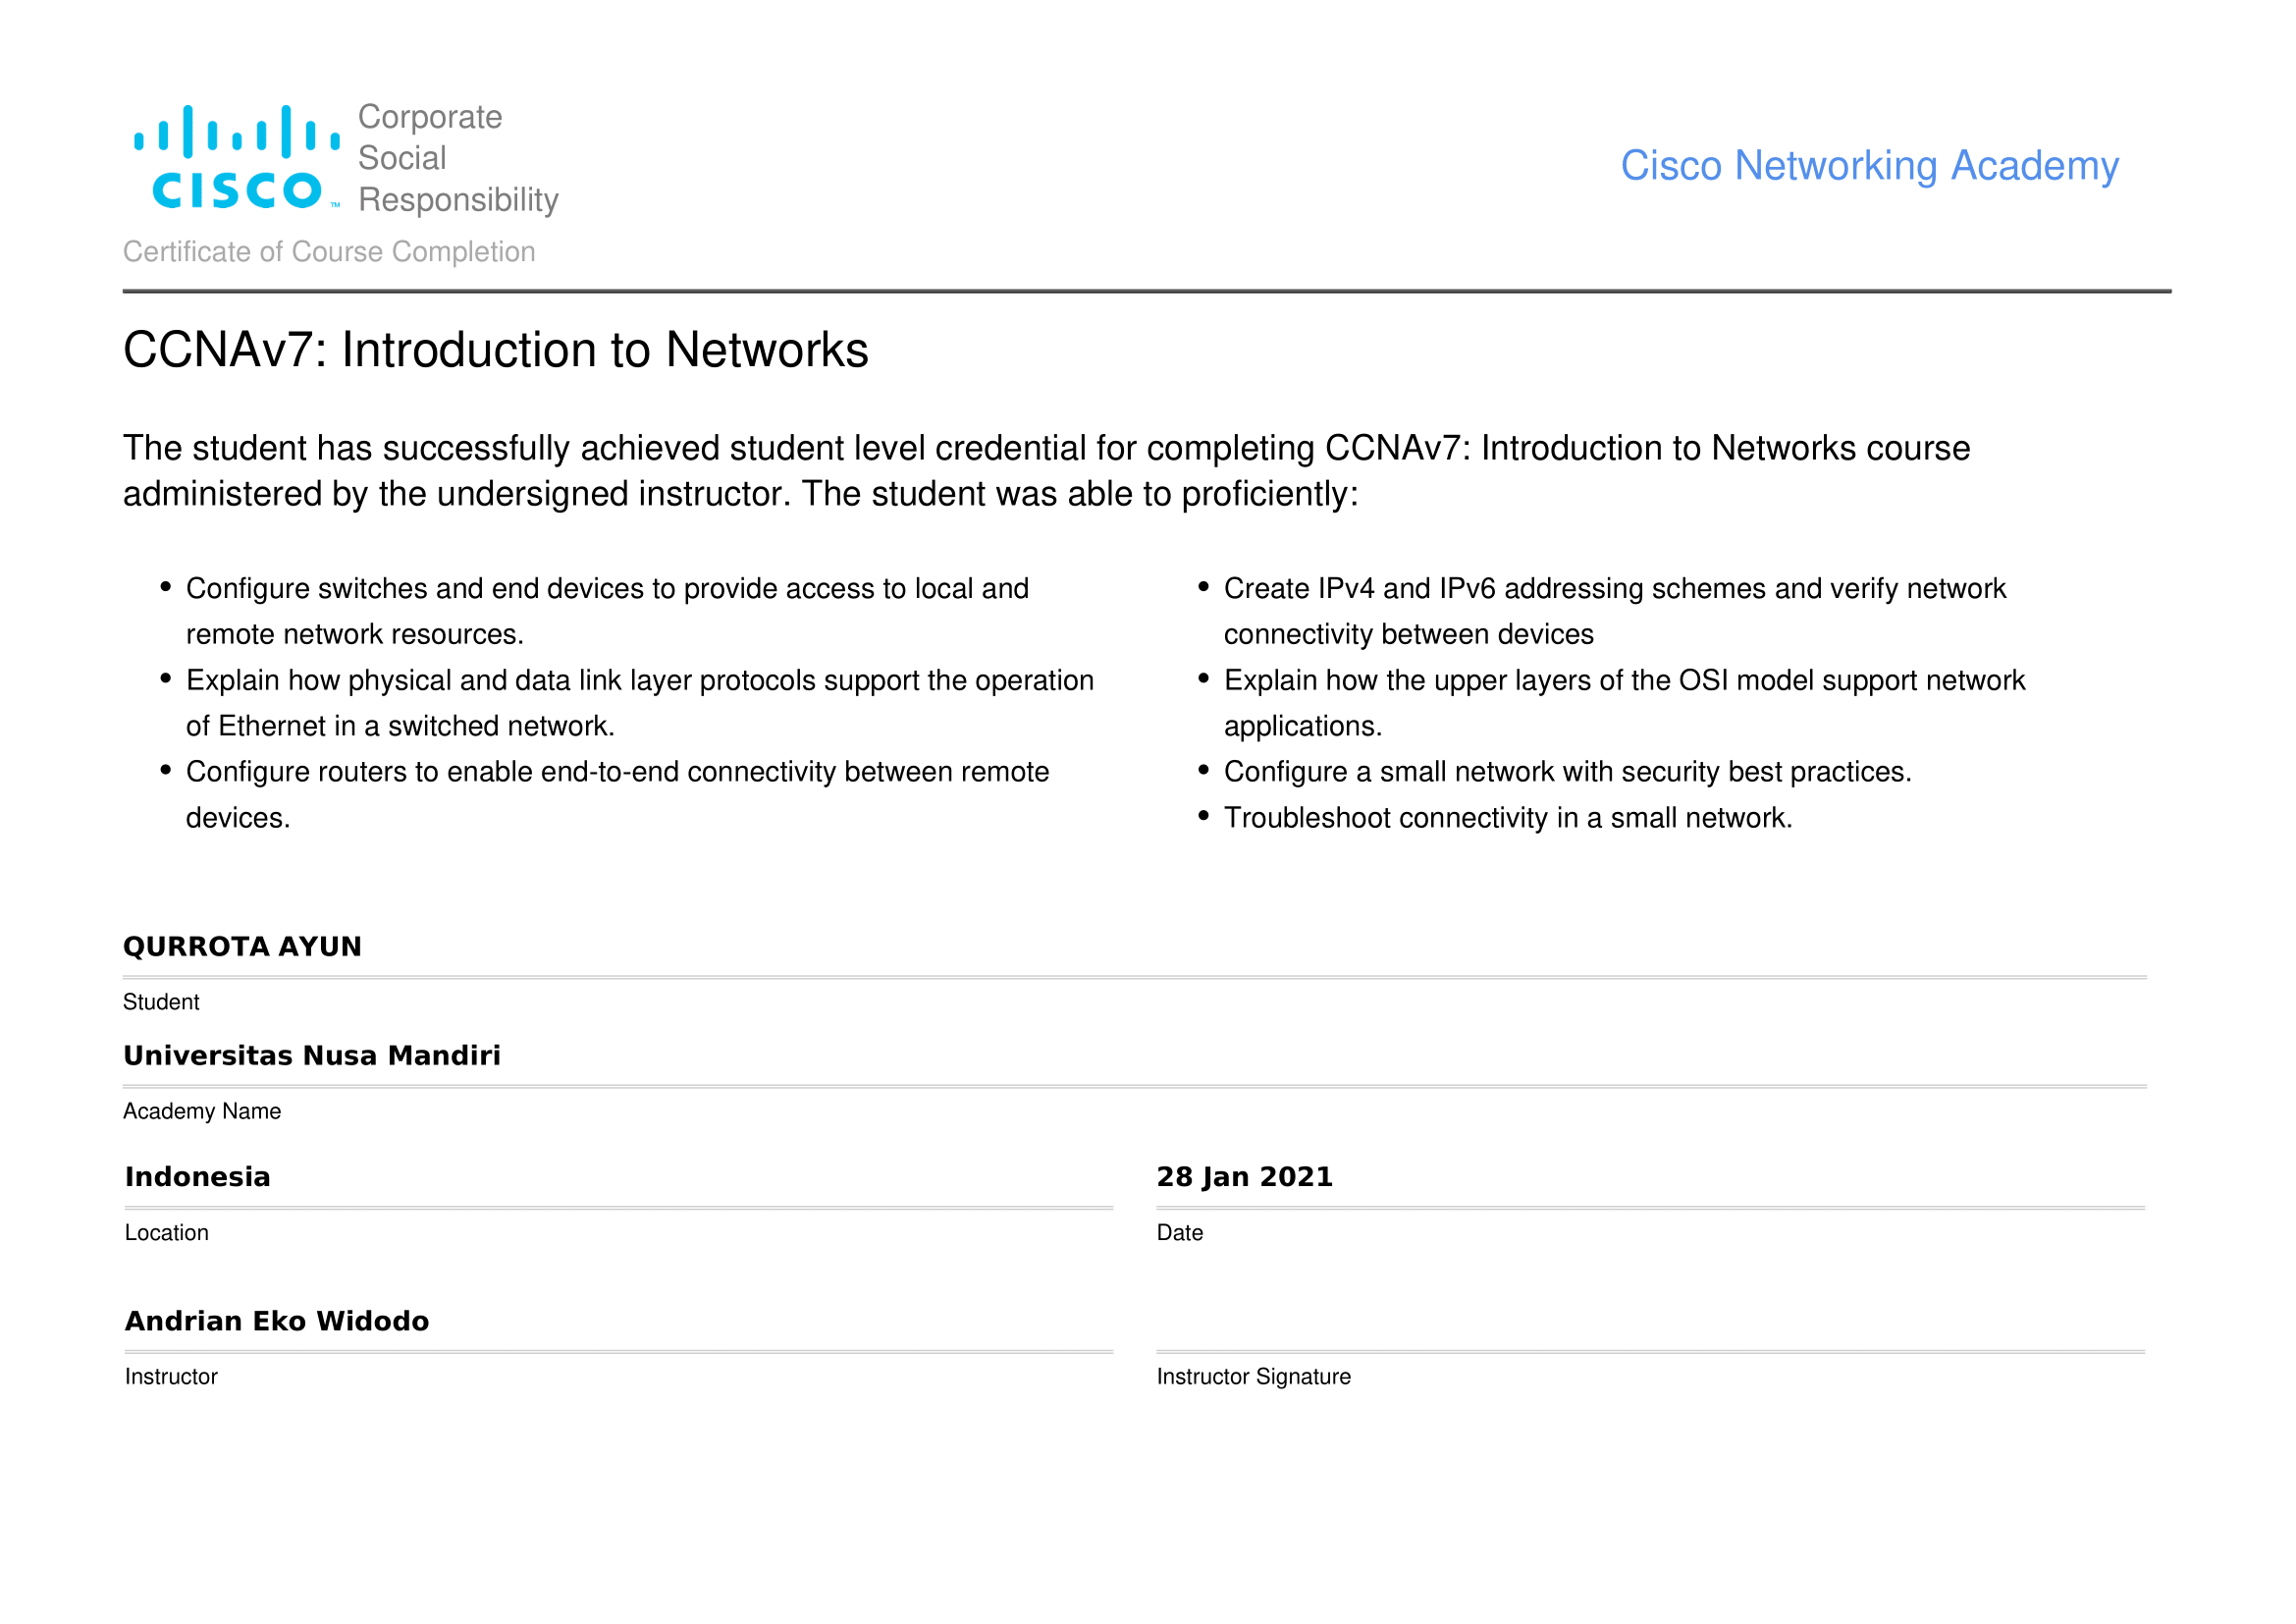 Corporate
Social
Responsibility
CISCO™
Cisco Networking Academy
Certificate of Course Completion
CCNAv7: Introduction to Networks
The student has successfully achieved student level credential for completing CCNAv7: Introduction to Networks course
administered by the undersigned instructor. The student was able to proficiently:
• Configure switches and end devices to provide access to local and
remote network resources.
• Explain how physical and data link layer protocols support the operation
of Ethernet in a switched network.
• Configure routers to enable end-to-end connectivity between remote
devices.
• Create IPv4 and IPv6 addressing schemes and verify network
connectivity between devices
• Explain how the upper layers of the OSI model support network
applications.
• Configure a small network with security best practices.
• Troubleshoot connectivity in a small network.
QURROTA AYUN
Student
Universitas Nusa Mandiri
Academy Name
Indonesia
Location
28 Jan 2021
Date
Andrian Eko Widodo
Instructor
Instructor Signature